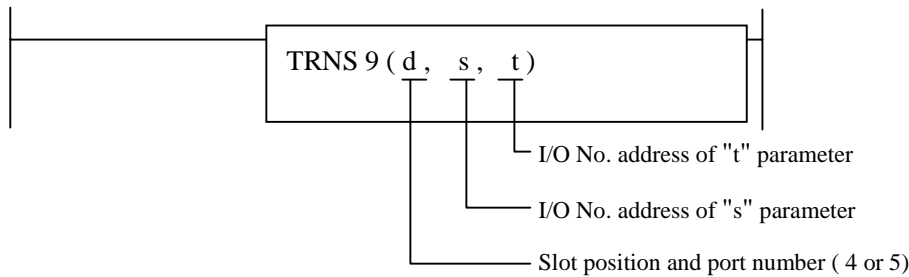 TRNS 9 ( d , s , t )
I/O No. address of "t" parameter
I/O No. address of "s" parameter
Slot position and port number ( 4 or 5)